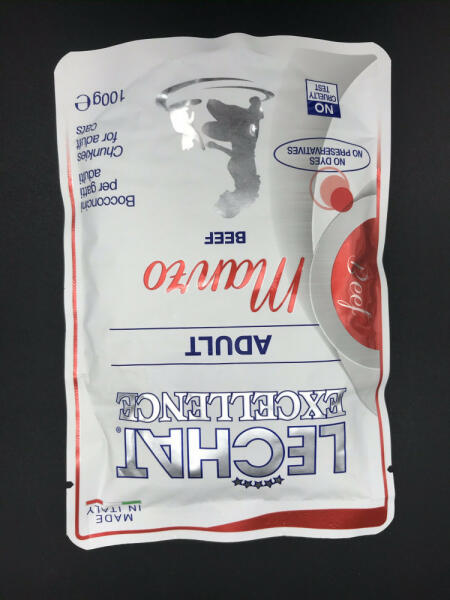 MADE
IN ITALY
LECHAT®
EXCELLENCE
ADULT
Manzo
BEEF
Beef
Bocconcini
per gatti
adulti
Chunkies
for adult
cats
NO DYES
NO PRESERVATIVES
NO
CRUELTY
TEST
100g℮